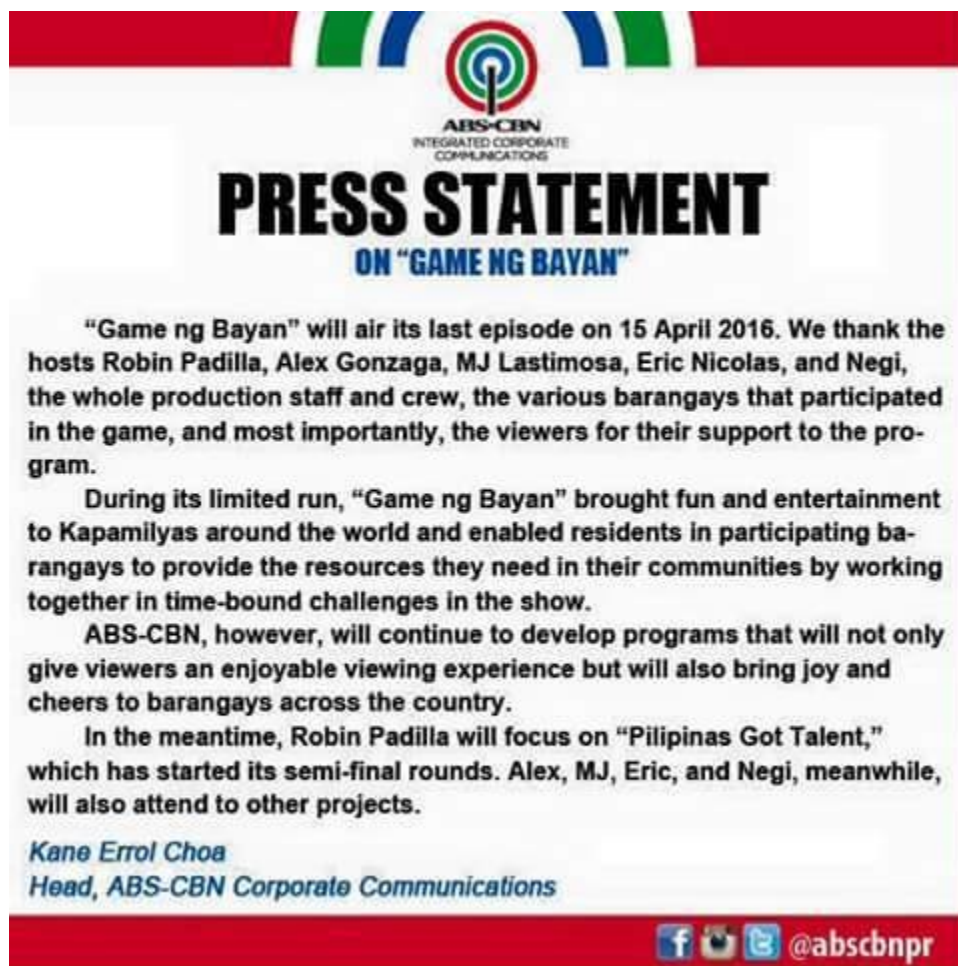 ABS-CBN
INTEGRATED CORPORATE
COMMUNICATIONS
PRESS STATEMENT
ON “GAME NG BAYAN”
“Game ng Bayan” will air its last episode on 15 April 2016. We thank the
hosts Robin Padilla, Alex Gonzaga, MJ Lastimosa, Eric Nicolas, and Negi,
the whole production staff and crew, the various barangays that participated
in the game, and most importantly, the viewers for their support to the pro-
gram.
During its limited run, “Game ng Bayan” brought fun and entertainment
to Kapamilyas around the world and enabled residents in participating ba-
rangays to provide the resources they need in their communities by working
together in time-bound challenges in the show.
ABS-CBN, however, will continue to develop programs that will not only
give viewers an enjoyable viewing experience but will also bring joy and
cheers to barangays across the country.
In the meantime, Robin Padilla will focus on “Pilipinas Got Talent,”
which has started its semi-final rounds. Alex, MJ, Eric, and Negi, meanwhile,
will also attend to other projects.
Kane Errol Choa
Head, ABS-CBN Corporate Communications
@abscbnpr